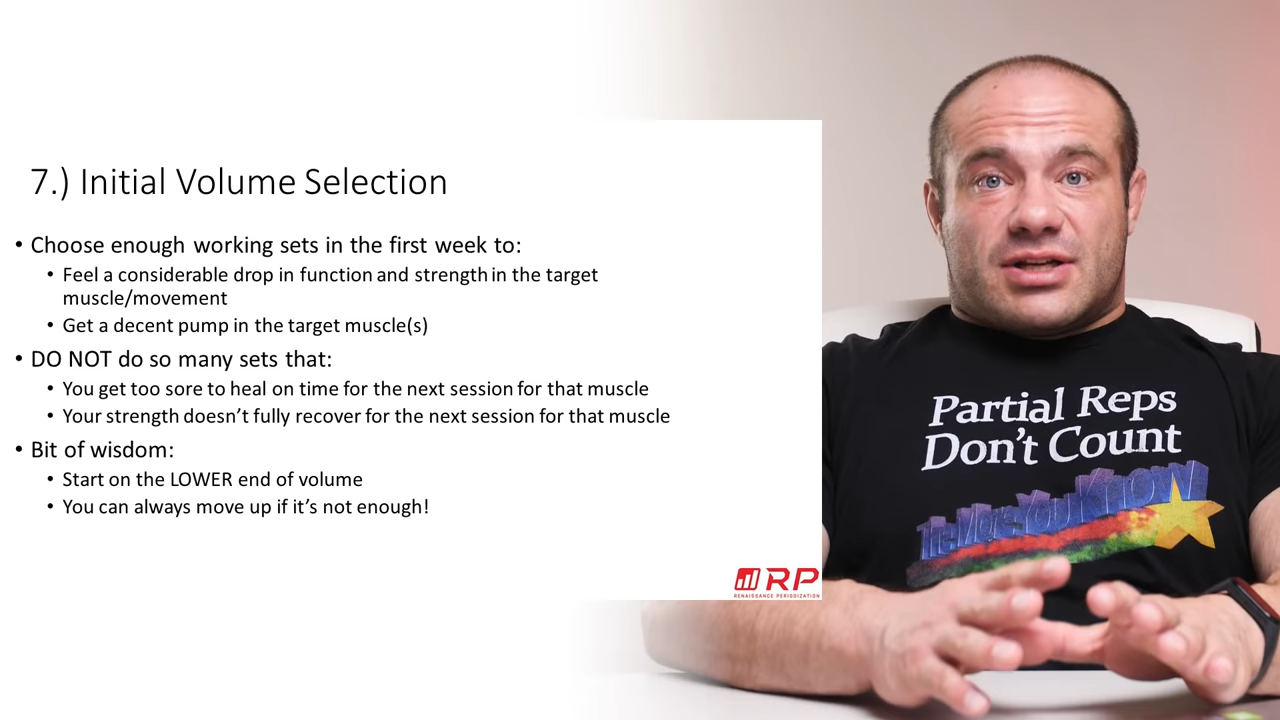 7.) Initial Volume Selection
• Choose enough working sets in the first week to:
• Feel a considerable drop in function and strength in the target
muscle/movement
• Get a decent pump in the target muscle(s)
• DO NOT do so many sets that:
• You get too sore to heal on time for the next session for that muscle
• Your strength doesn’t fully recover for the next session for that muscle
• Bit of wisdom:
• Start on the LOWER end of volume
• You can always move up if it’s not enough!
RP
RENAISSANCE PERIODIZATION
Partial Reps
Don't Count
The More You Know